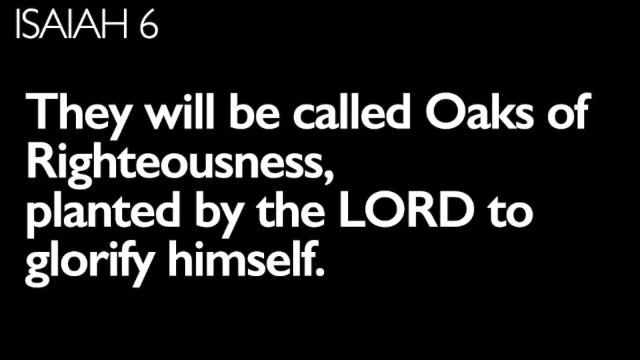 ISAIAH 6
They will be called Oaks of
Righteousness,
planted by the LORD to
glorify himself.